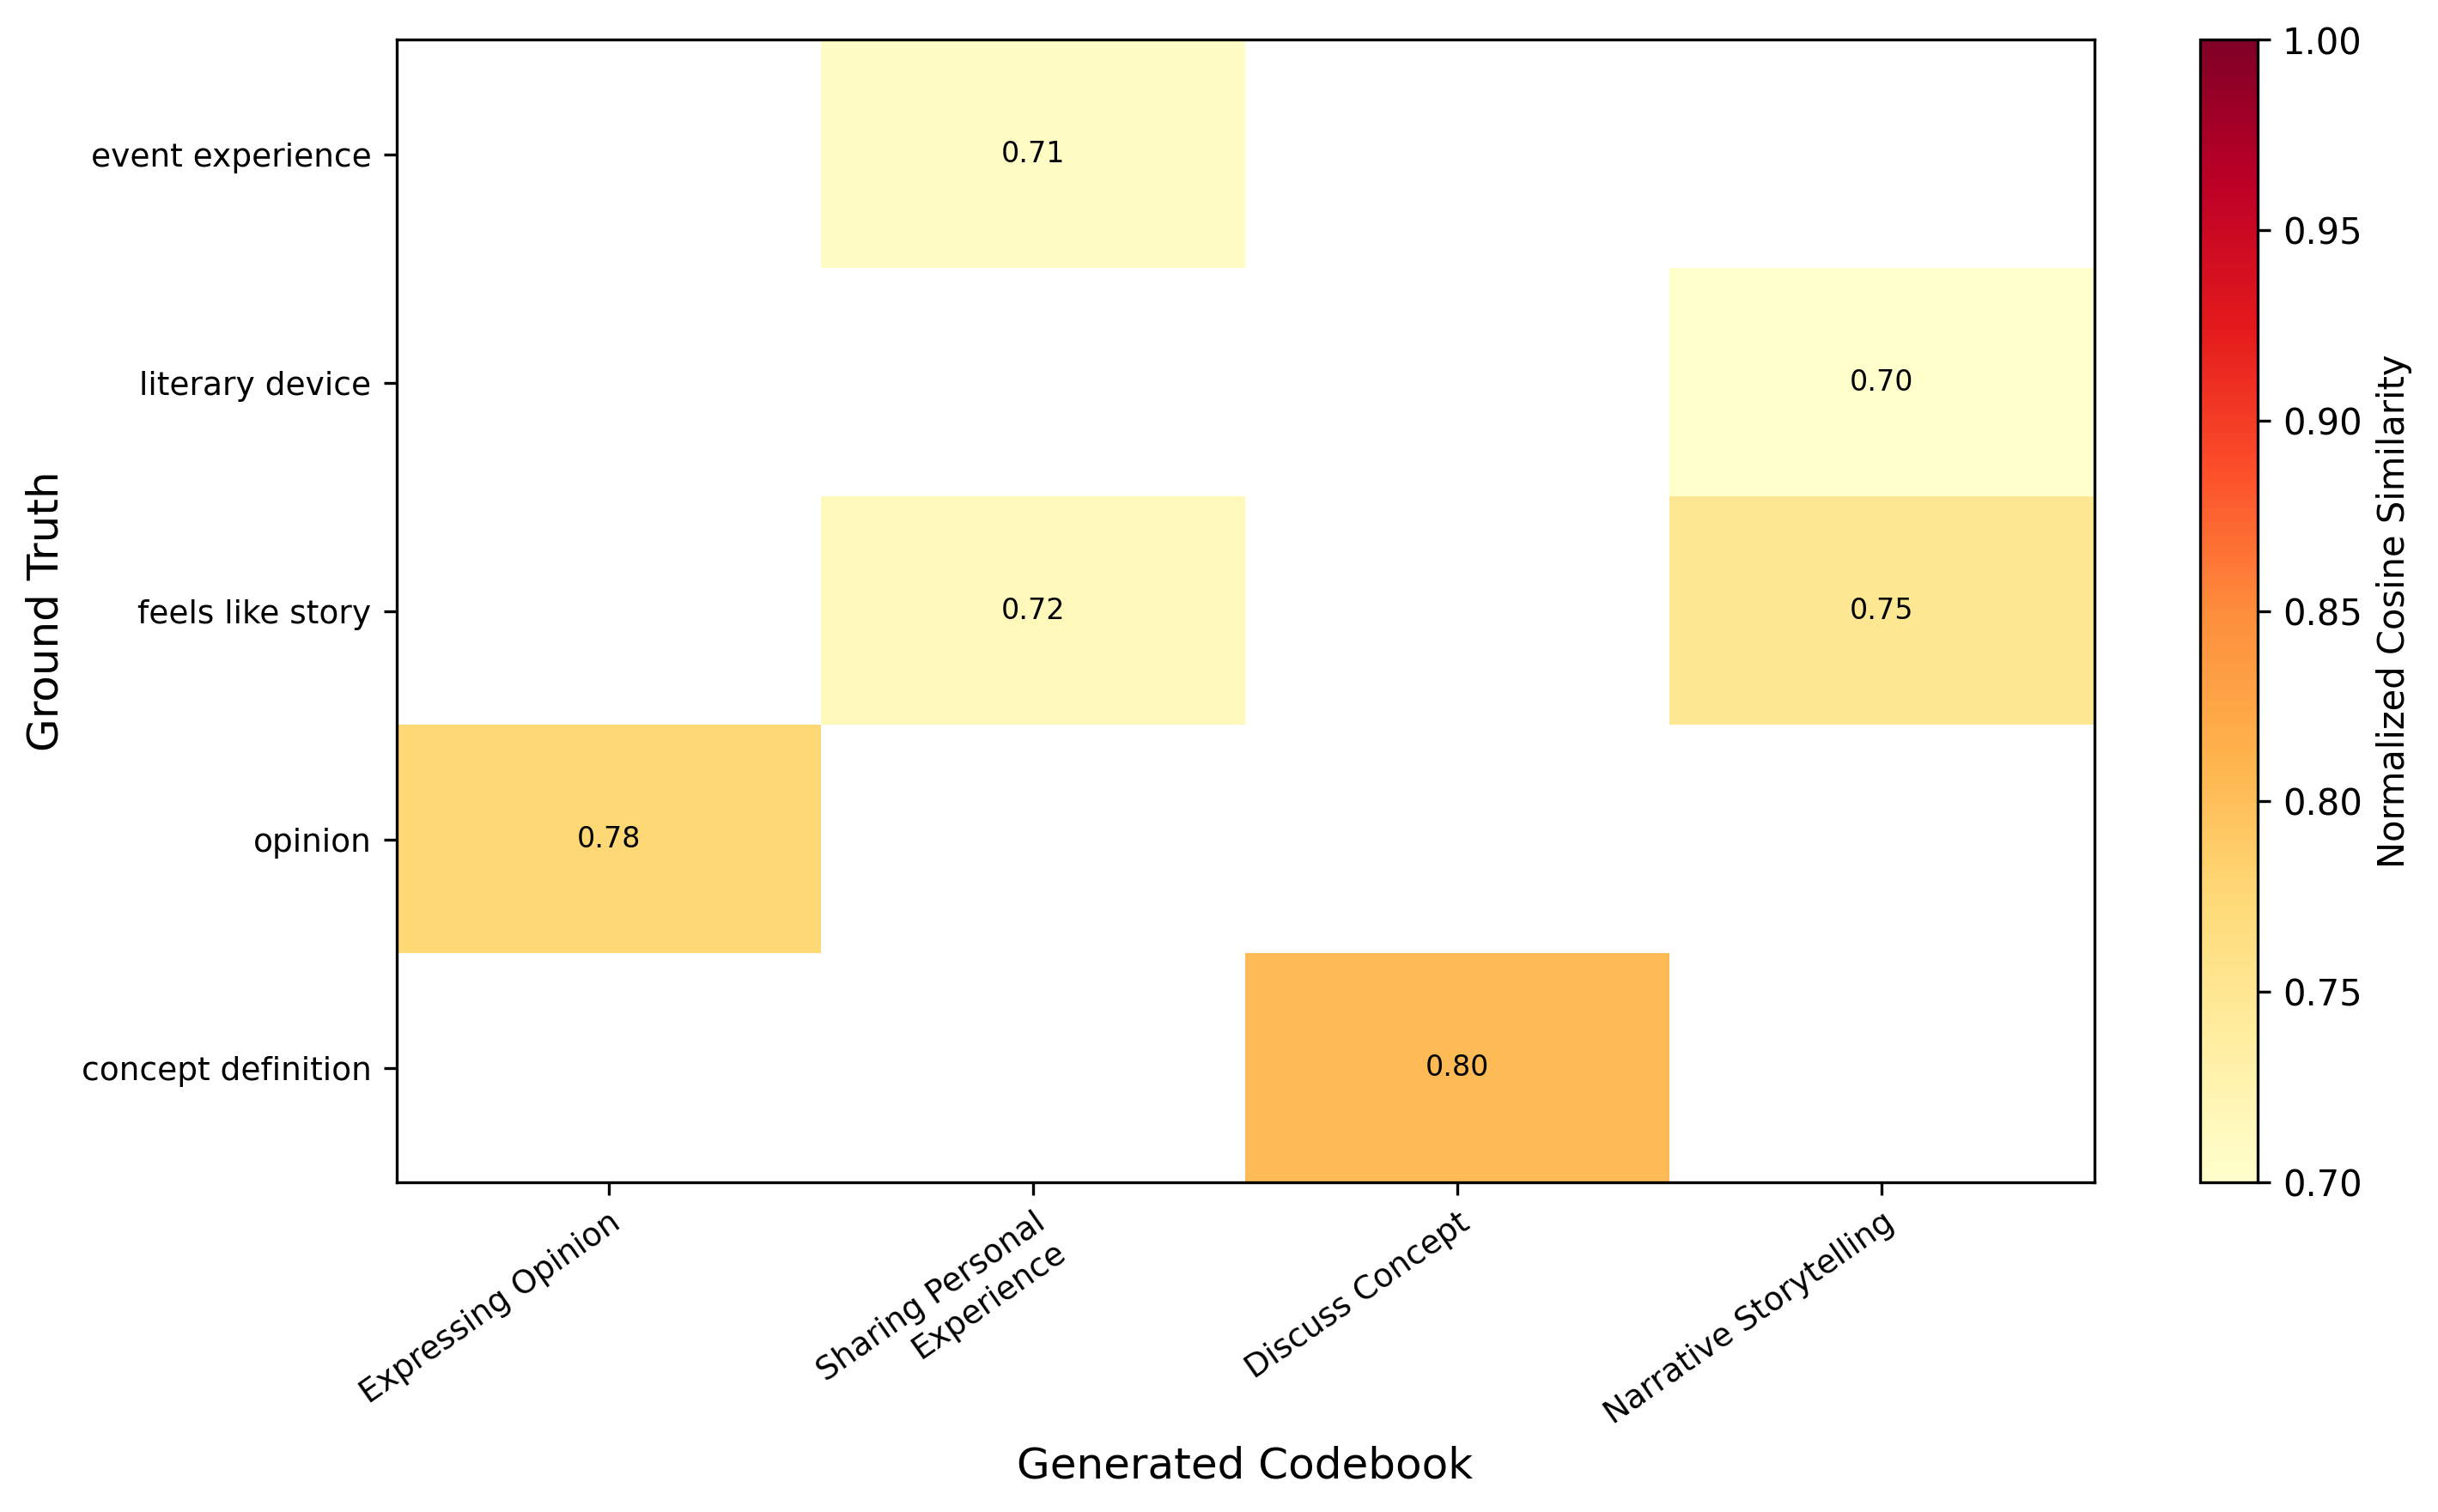 Ground Truth
event experience
literary device
feels like story
opinion
concept definition
0.71
0.70
0.72
0.75
0.78
0.80
Expressing Opinion
Sharing Personal
Experience
Discuss Concept
Narrative Storytelling
Generated Codebook
1.00
0.95
0.90
0.85
0.80
0.75
0.70
Normalized Cosine Similarity